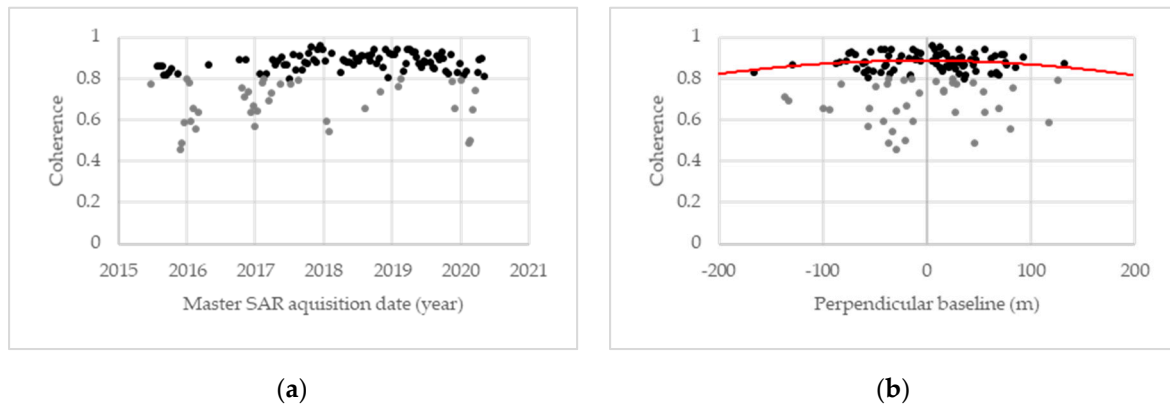 1
0.8
0.6
0.4
0.2
0
Coherence
2015 2016 2017 2018 2019 2020 2021
Master SAR aquisition date (year)
(a)
1
0.8
0.6
0.4
0.2
0
Coherence
-200 -100 0 100 200
Perpendicular baseline (m)
(b)